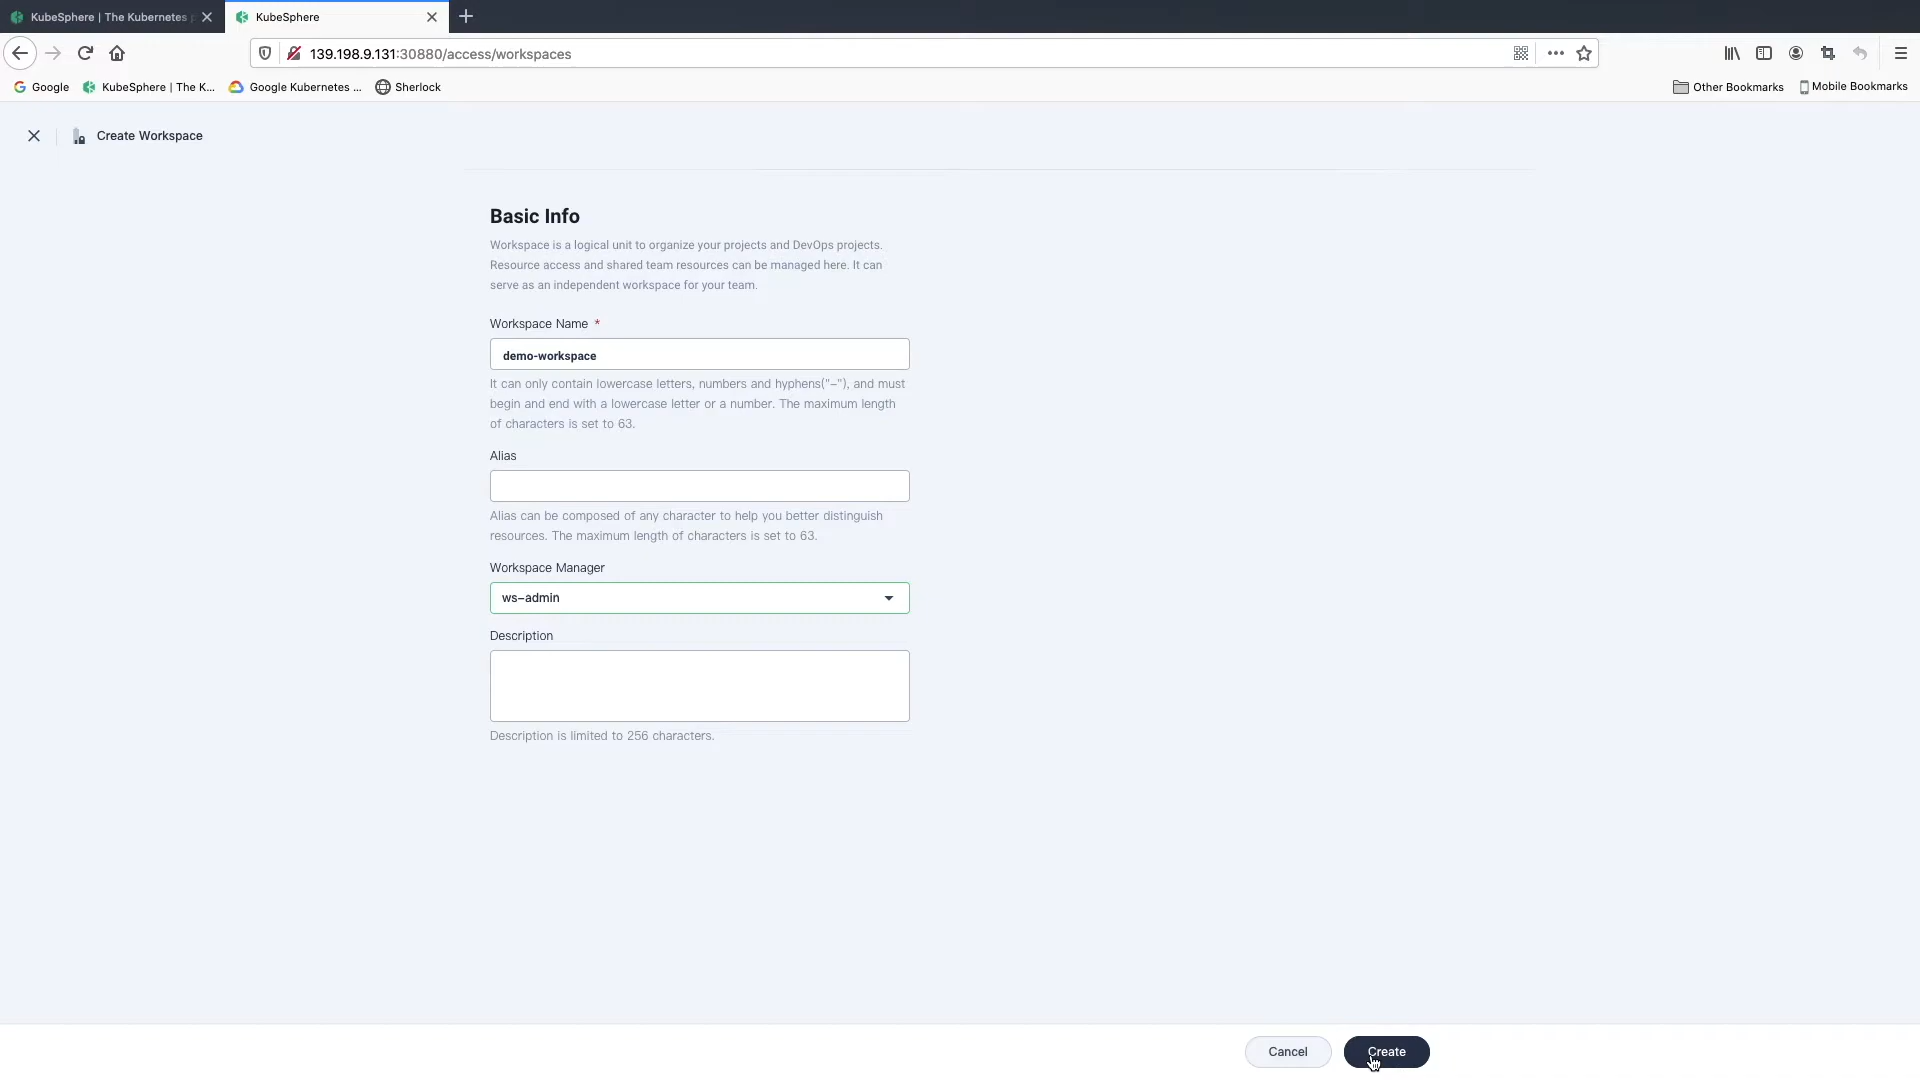 KubeSphere | The Kubernetes
KubeSphere
139.198.9.131:30880/access/workspaces
Google
KubeSphere | The K...
Google Kubernetes ...
Sherlock
Other Bookmarks
Mobile Bookmarks
Create Workspace
Basic Info
Workspace is a logical unit to organize your projects and DevOps projects.
Resource access and shared team resources can be managed here. It can
serve as an independent workspace for your team.
Workspace Name *
demo-workspace
It can only contain lowercase letters, numbers and hyphens("-"), and must
begin and end with a lowercase letter or a number. The maximum length
of characters is set to 63.
Alias
Alias can be composed of any character to help you better distinguish
resources. The maximum length of characters is set to 63.
Workspace Manager
ws-admin
Description
Description is limited to 256 characters.
Cancel
Create